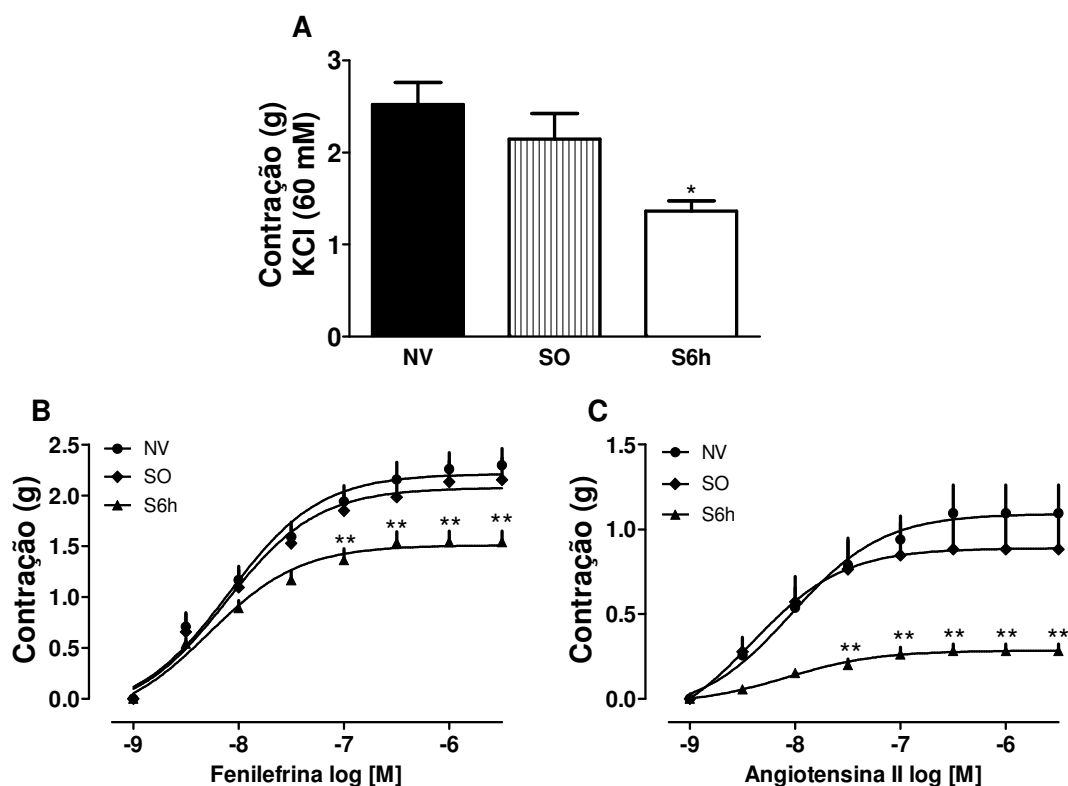 A
Contração (g)
KCl (60 mM)
3
2
1
0
*
NV
SO
S6h
B
Contração (g)
2.5
2.0
1.5
1.0
0.5
0.0
NV
SO
S6h
**
**
**
**
-9
-8
-7
-6
Fenilefrina log [M]
C
Contração (g)
1.5
1.0
0.5
0.0
NV
SO
S6h
**
**
**
**
**
-9
-8
-7
-6
Angiotensina II log [M]